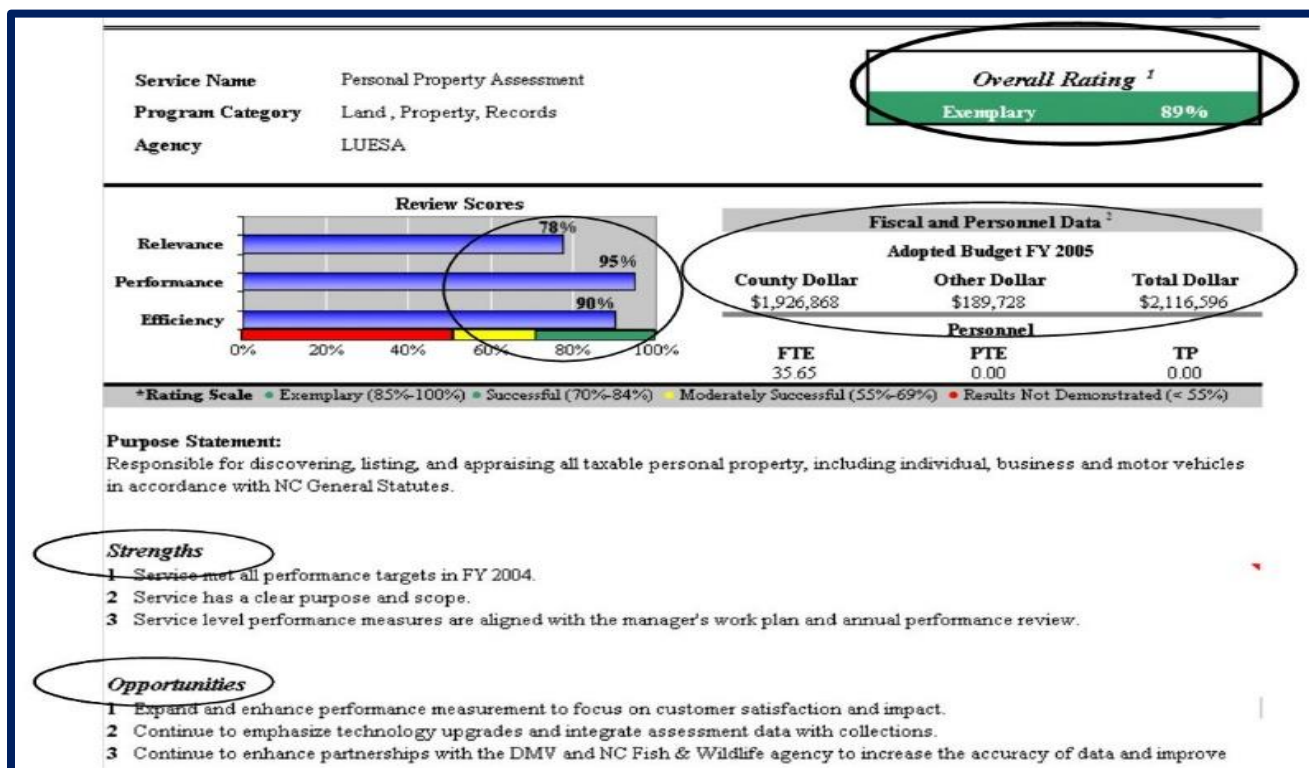 Service Name Personal Property Assessment
Overall Rating 1
Program Category Land , Property, Records
Exemplary 89%
Agency LUESA
Review Scores
Relevance 78%
Performance 95%
Efficiency 90%
0% 20% 40% 60% 80% 100%
Fiscal and Personnel Data 2
Adopted Budget FY 2005
County Dollar Other Dollar Total Dollar
$1,926,868 $189,728 $2,116,596
Personnel
FTE PTE TP
35.65 0.00 0.00
*Rating Scale • Exemplary (85%-100%) • Successful (70%-84%) • Moderately Successful (55%-69%) • Results Not Demonstrated (< 55%)
Purpose Statement:
Responsible for discovering, listing, and appraising all taxable personal property, including individual, business and motor vehicles
in accordance with NC General Statutes.
Strengths
1 Service met all performance targets in FY 2004.
2 Service has a clear purpose and scope.
3 Service level performance measures are aligned with the manager's work plan and annual performance review.
Opportunities
1 Expand and enhance performance measurement to focus on customer satisfaction and impact.
2 Continue to emphasize technology upgrades and integrate assessment data with collections.
3 Continue to enhance partnerships with the DMV and NC Fish & Wildlife agency to increase the accuracy of data and improve